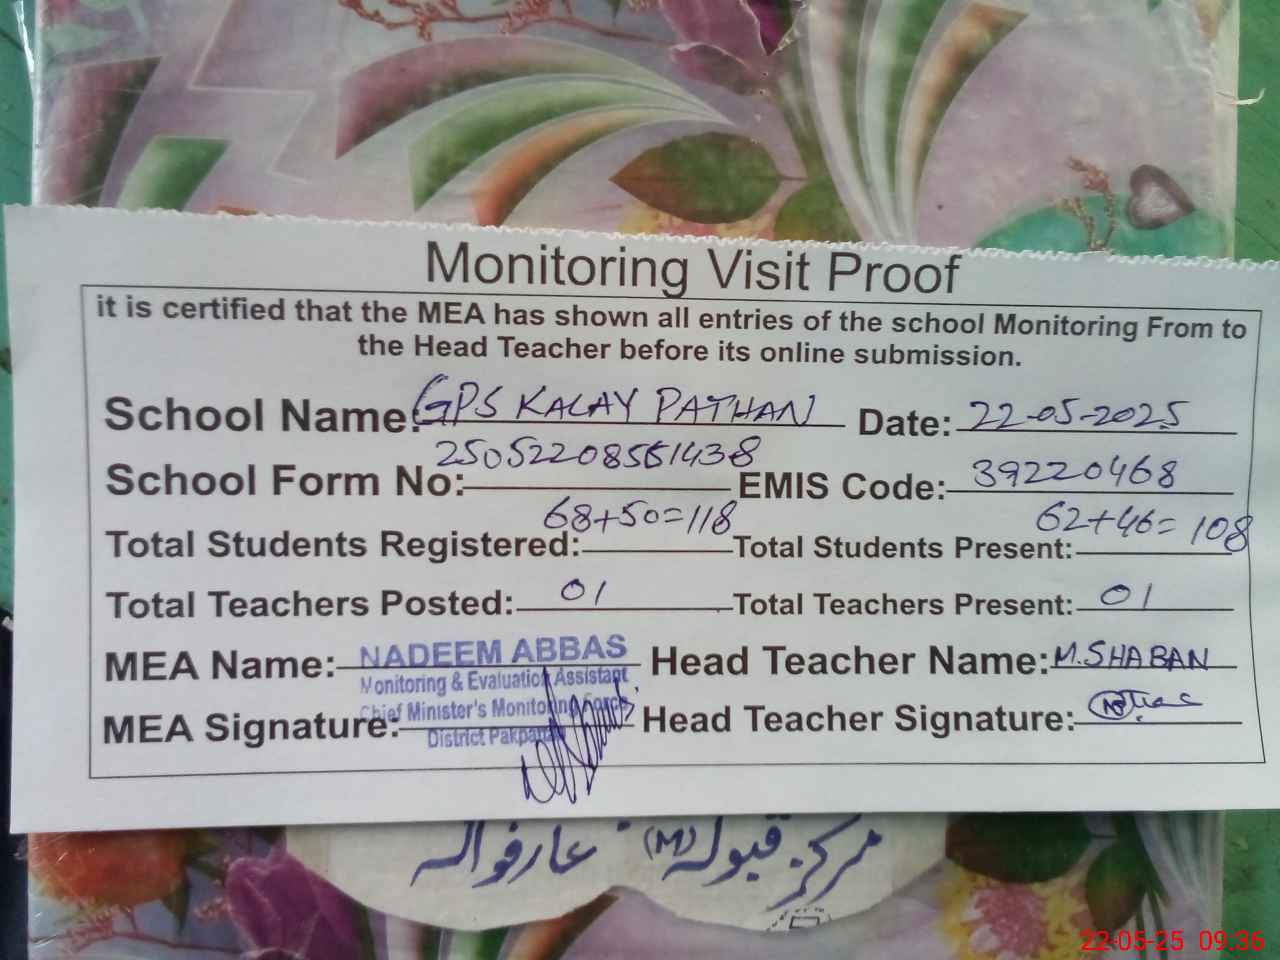 Monitoring Visit Proof
it is certified that the MEA has shown all entries of the school Monitoring From to
the Head Teacher before its online submission.
School Name: GPS KALAY PATHAN Date: 22-05-2025
School Form No: EMIS Code: 39220468
Total Students Registered: 68+50=118 Total Students Present: 62+46=108
Total Teachers Posted: 01 Total Teachers Present: 01
MEA Name: NADEEM ABBAS Head Teacher Name: M.SHABAN
Monitoring & Evaluation Assistant
Chief Minister's Monitoring Force
MEA Signature: Head Teacher Signature:
District Pakpattan
مرکز قبولہ (M) عارفوالہ
22-05-25 09:36